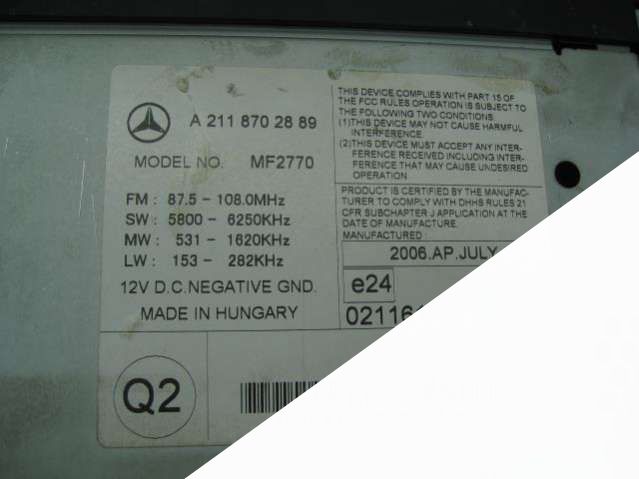 A 211 870 28 89
MODEL NO. MF2770
FM : 87.5 - 108.0MHz
SW : 5800 - 6250KHz
MW : 531 - 1620KHz
LW : 153 - 282KHz
12V D.C. NEGATIVE GND.
MADE IN HUNGARY
Q2
THIS DEVICE COMPLIES WITH PART 15 OF
THE FCC RULES OPERATION IS SUBJECT TO
THE FOLLOWING TWO CONDITIONS.
(1)THIS DEVICE MAY NOT CAUSE HARMFUL
INTERFERENCE.
(2)THIS DEVICE MUST ACCEPT ANY INTER-
FERENCE RECEIVED INCLUDING INTER-
FERENCE THAT MAY CAUSE UNDESIRED
OPERATION.
PRODUCT IS CERTIFIED BY THE MANUFAC-
TURER TO COMPLY WITH DHHS RULES 21
CFR SUBCHAPTER J APPLICATION AT THE
DATE OF MANUFACTURE.
MANUFACTURED :
2006.AP.JULY
e24
02116